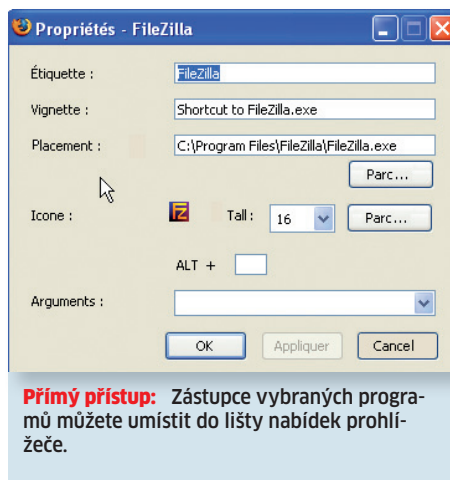 Propriétés - FileZilla
Étiquette : FileZilla
Vignette : Shortcut to FileZilla.exe
Placement : C:\Program Files\FileZilla\FileZilla.exe
Parc...
Icone : FZ Tall : 16 Parc...
ALT +
Arguments :
OK Appliquer Cancel
Přímý přístup: Zástupce vybraných progra-
mů můžete umístit do lišty nabídek prohlí-
žeče.